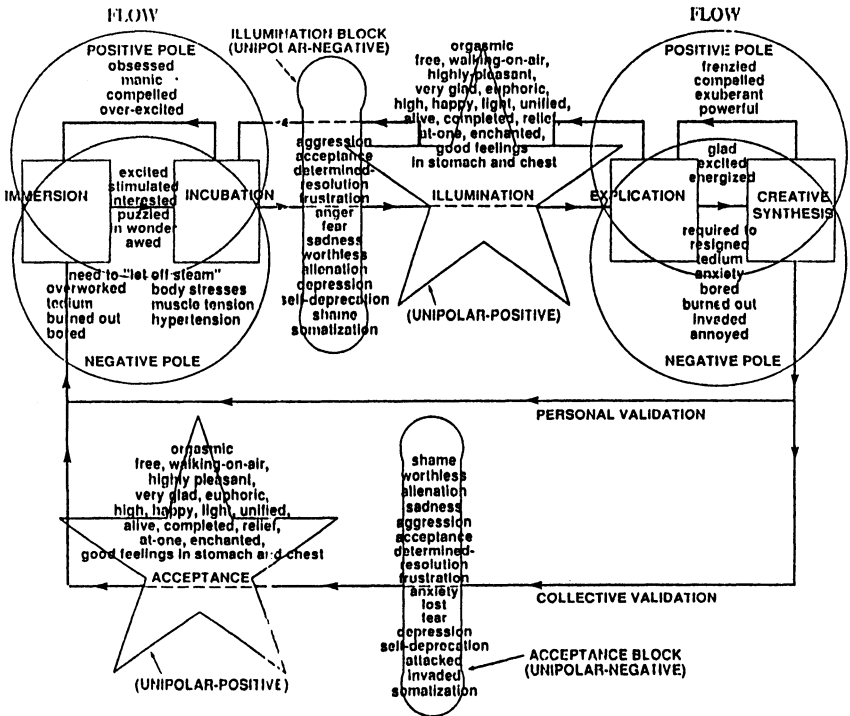 FLOW
POSITIVE POLE
obsessed
manic
compelled
over-excited
IMMERSION
excited
stimulated
interested
puzzled
in wonder
awed
INCUBATION
need to "let off steam"
overworked
tedium
burned out
bored
body stresses
muscle tension
hypertension
NEGATIVE POLE
ILLUMINATION BLOCK
(UNIPOLAR-NEGATIVE)
aggression
acceptance
determined-
resolution
frustration
anger
fear
sadness
worthless
alienation
depression
self-deprecation
shame
somatization
orgasmic
free, walking-on-air,
highly-pleasant,
very glad, euphoric,
high, happy, light, unified,
alive, completed, relief,
at-one, enchanted,
good feelings
in stomach and chest
ILLUMINATION
(UNIPOLAR-POSITIVE)
FLOW
POSITIVE POLE
frenzied
compelled
exuberant
powerful
EXPLICATION
glad
excited
energized
CREATIVE
SYNTHESIS
required to
resigned
tedium
anxiety
bored
burned out
invaded
annoyed
NEGATIVE POLE
PERSONAL VALIDATION
orgasmic
free, walking-on-air,
highly pleasant,
very glad, euphoric,
high, happy, light, unified,
alive, completed, relief,
at-one, enchanted,
good feelings in stomach and chest
ACCEPTANCE
(UNIPOLAR-POSITIVE)
shame
worthless
alienation
sadness
aggression
acceptance
determined-
resolution
frustration
anxiety
lost
fear
depression
self-deprecation
attacked
invaded
somatization
COLLECTIVE VALIDATION
ACCEPTANCE BLOCK
(UNIPOLAR-NEGATIVE)